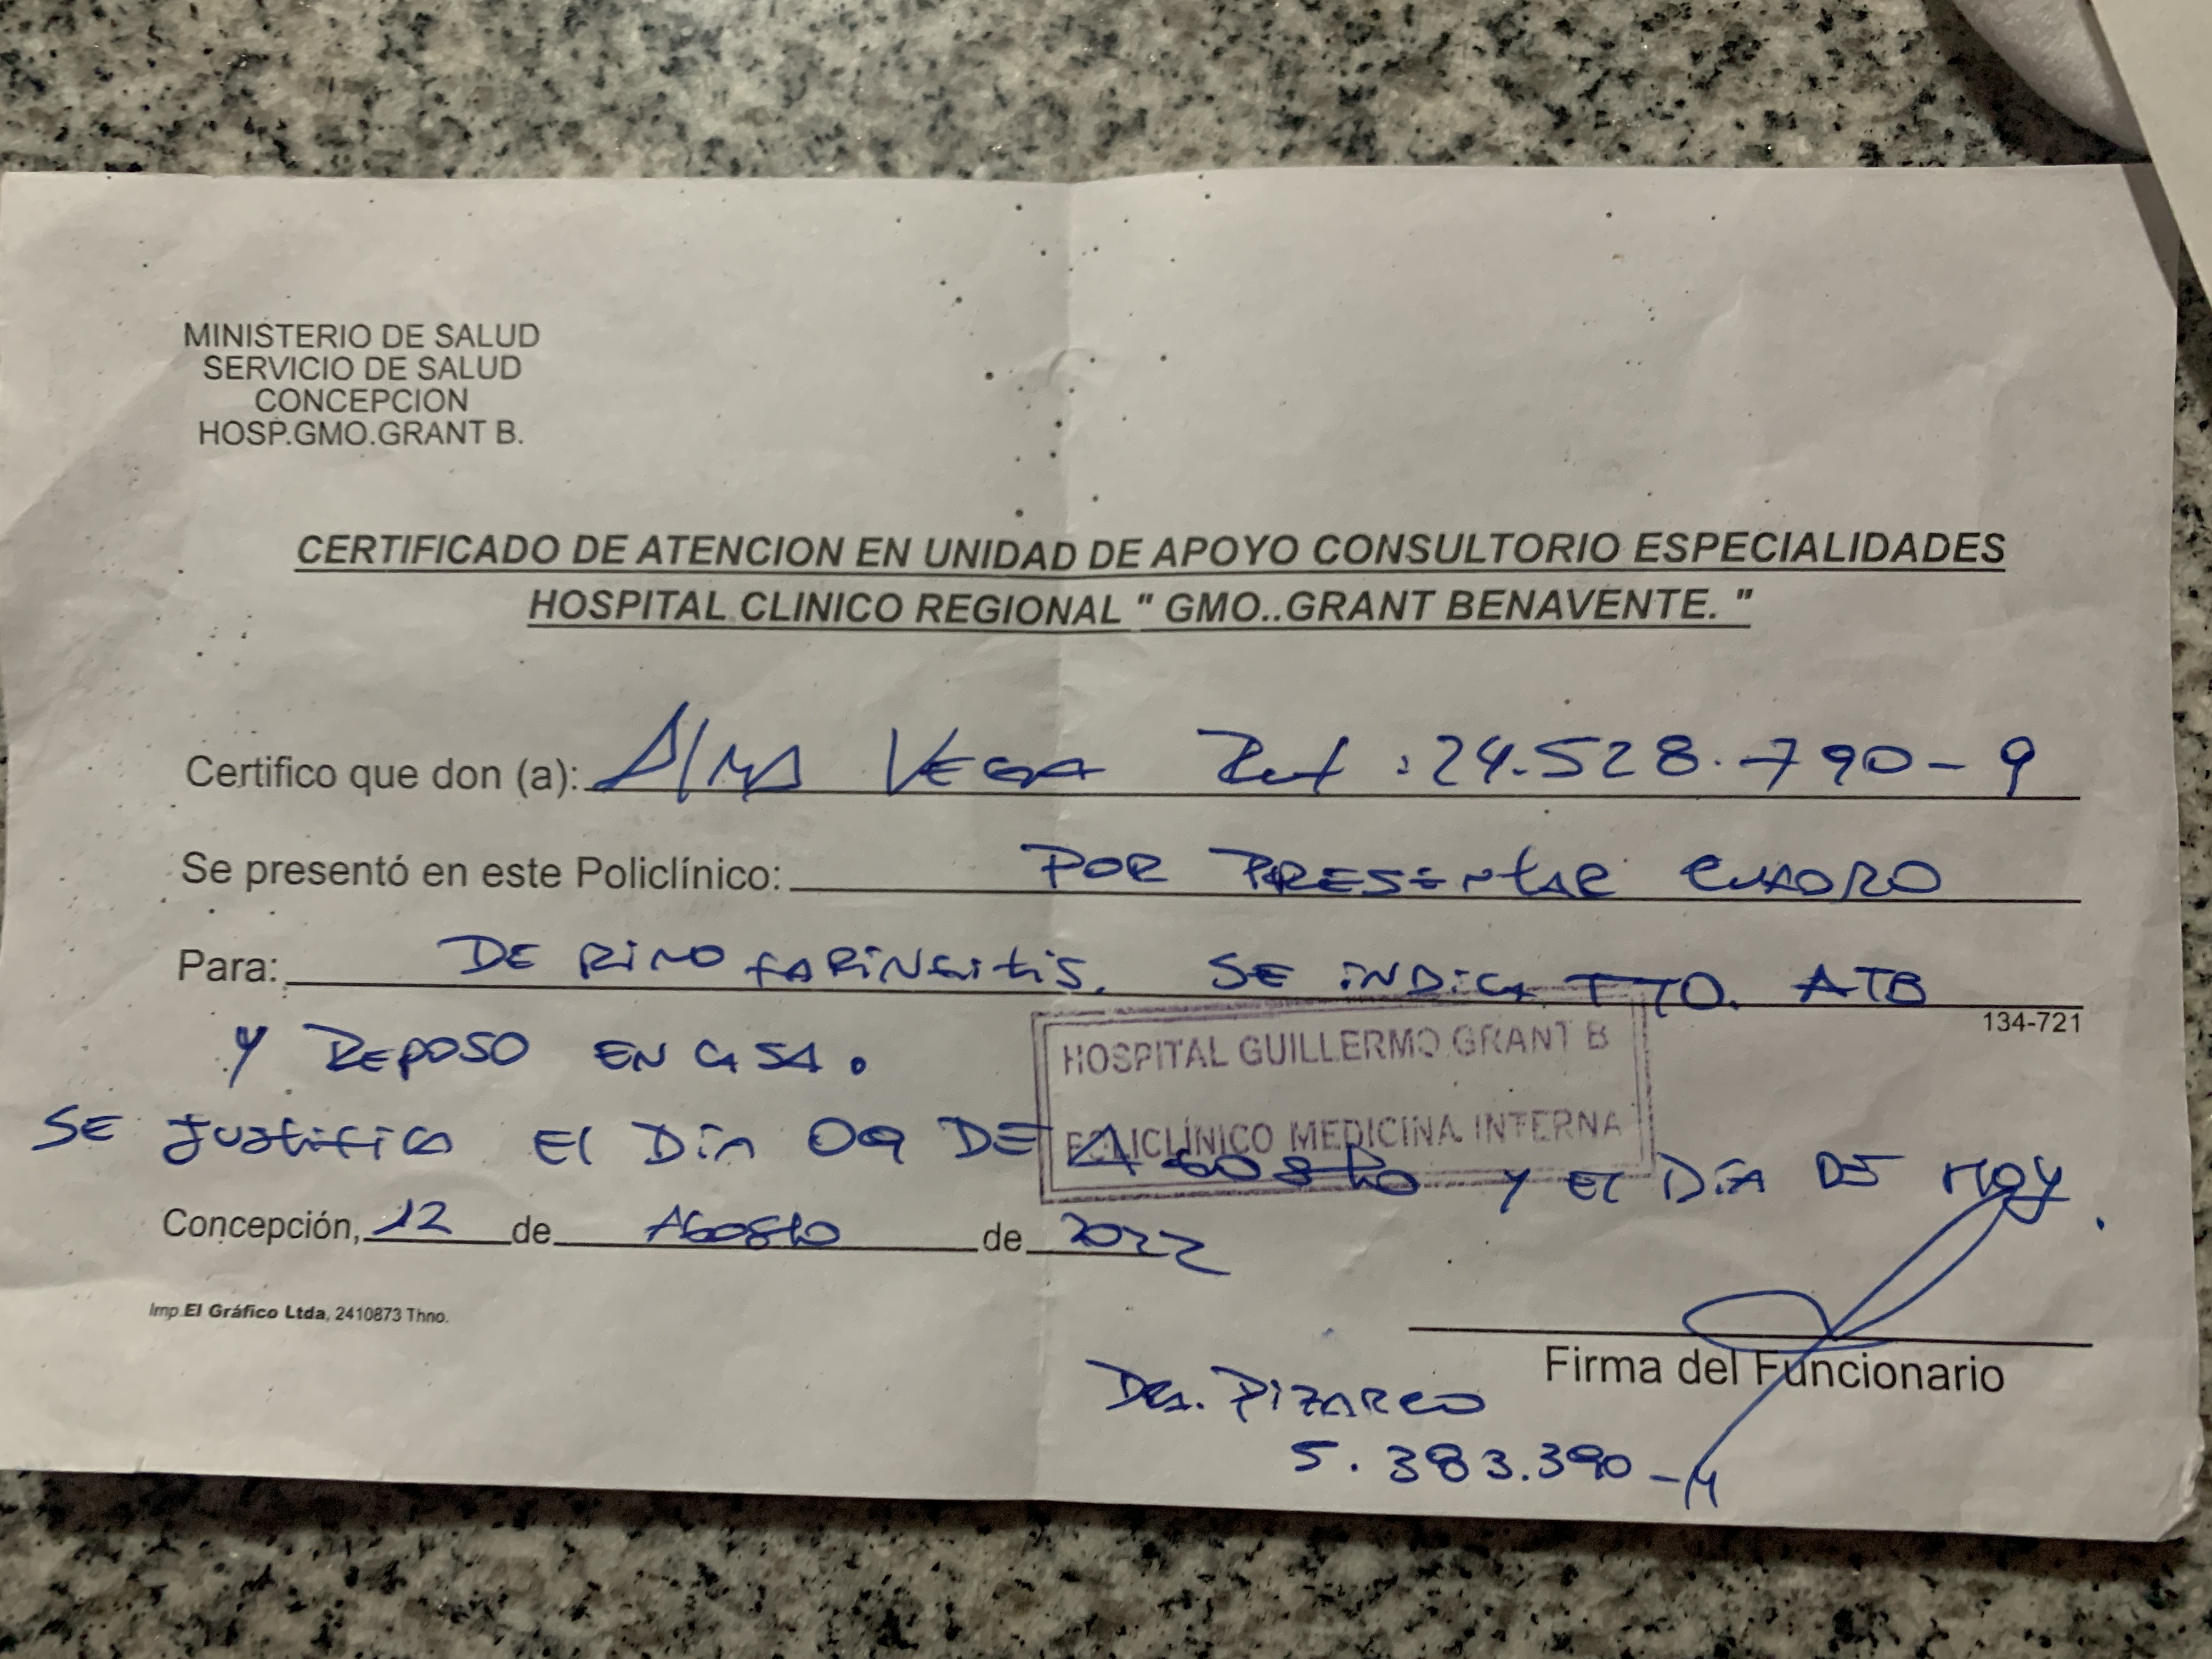 MINISTERIO DE SALUD
SERVICIO DE SALUD
CONCEPCION
HOSP.GMO.GRANT B.
CERTIFICADO DE ATENCION EN UNIDAD DE APOYO CONSULTORIO ESPECIALIDADES
HOSPITAL CLINICO REGIONAL " GMO..GRANT BENAVENTE. "
Certifico que don (a): Alma VEGA Rut : 24.528.790-9
Se presentó en este Policlínico: POR PRESENTAR CUADRO
Para: DE RINOFARINGITIS. SE INDICA TTO. ATB
134-721
Y REPOSO EN CASA.
HOSPITAL GUILLERMO GRANT B
POLICLÍNICO MEDICINA INTERNA
SE justifica El DIA 09 DE Agosto Y El DÍA DE HOY.
Concepción, 12 de Agosto de 2022
Imp. El Gráfico Ltda, 2410873 Thno.
Firma del Funcionario
DRA. PIZARRO
5.383.390-